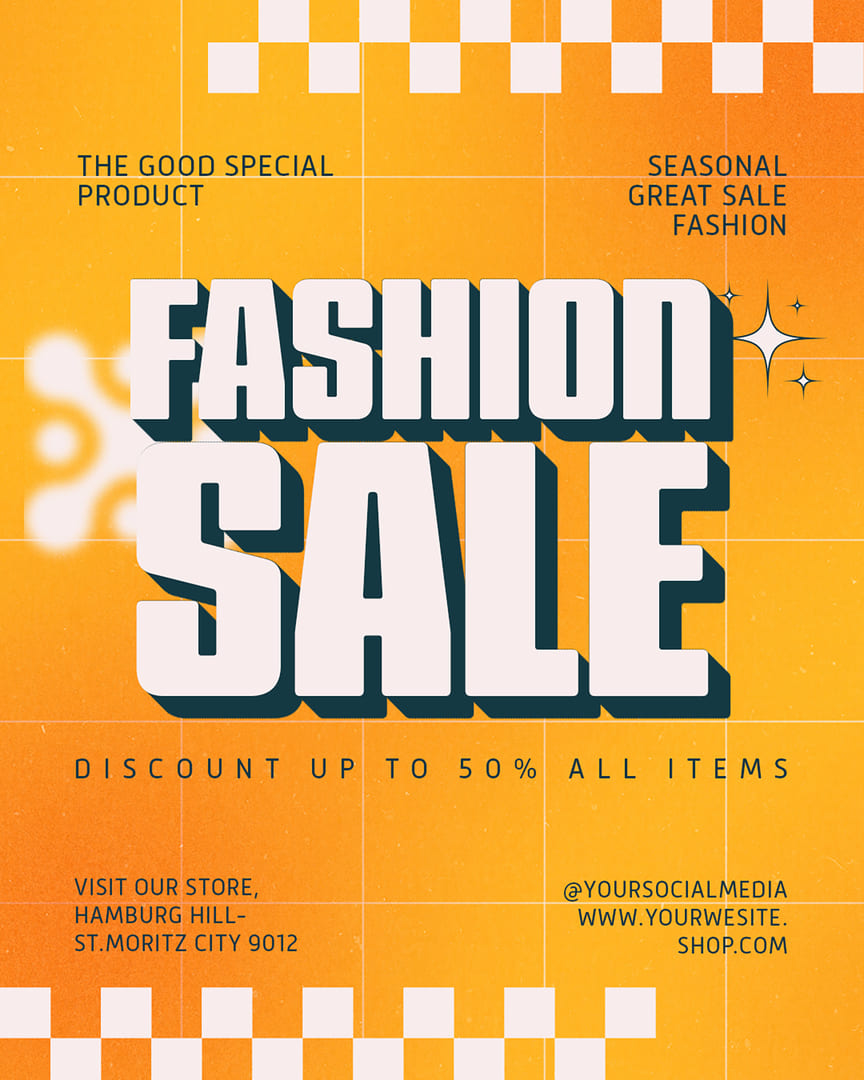 THE GOOD SPECIAL
PRODUCT
SEASONAL
GREAT SALE
FASHION
FASHION
SALE
DISCOUNT UP TO 50% ALL ITEMS
VISIT OUR STORE,
HAMBURG HILL-
ST.MORITZ CITY 9012
@YOURSOCIALMEDIA
WWW.YOURWESITE.
SHOP.COM